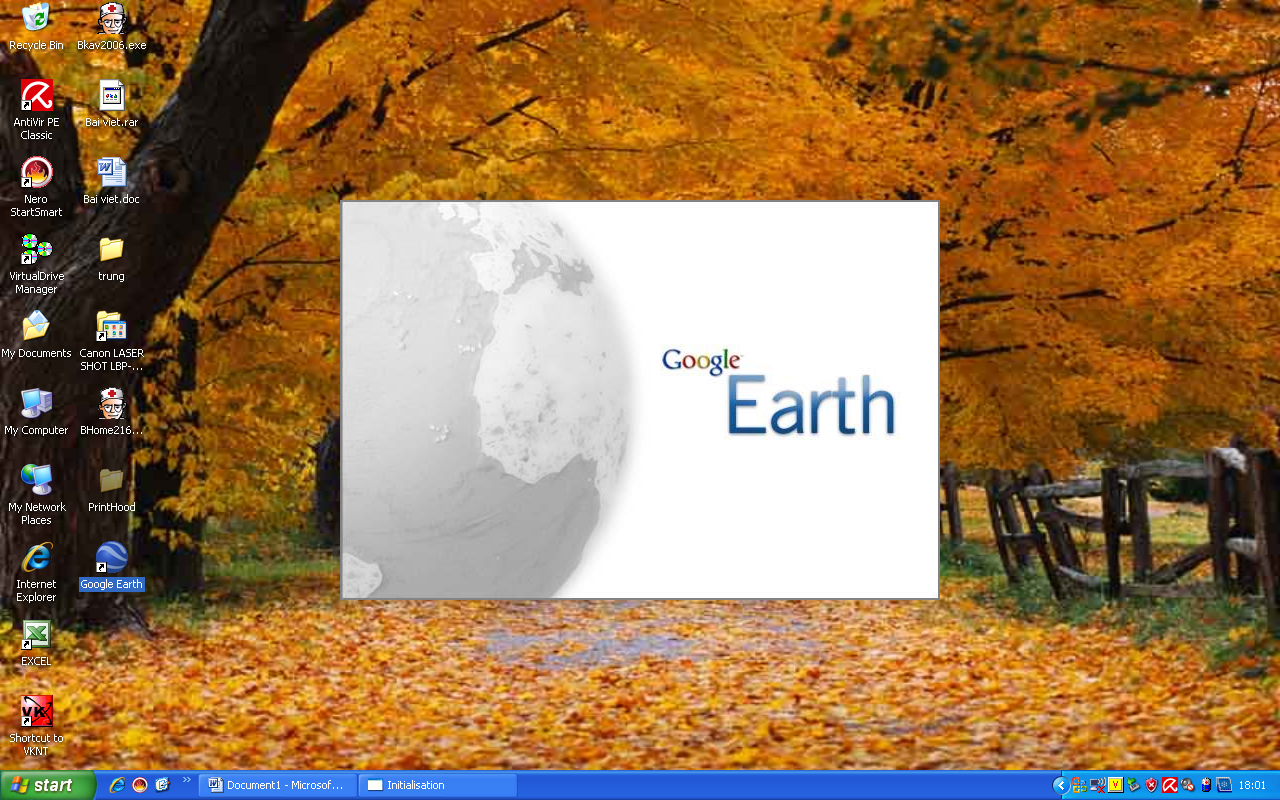 Recycle Bin
Bkav2006.exe
AntiVir PE
Classic
Bai viet.rar
Nero
StartSmart
Bai viet.doc
VirtualDrive
Manager
trung
My Documents
Canon LASER
SHOT LBP-...
My Computer
BHome216...
My Network
Places
PrintHood
Internet
Explorer
Google Earth
EXCEL
VK
Shortcut to
VKNT
Google
Earth
start
Document1 - Microsof...
Initialisation
V
18:01